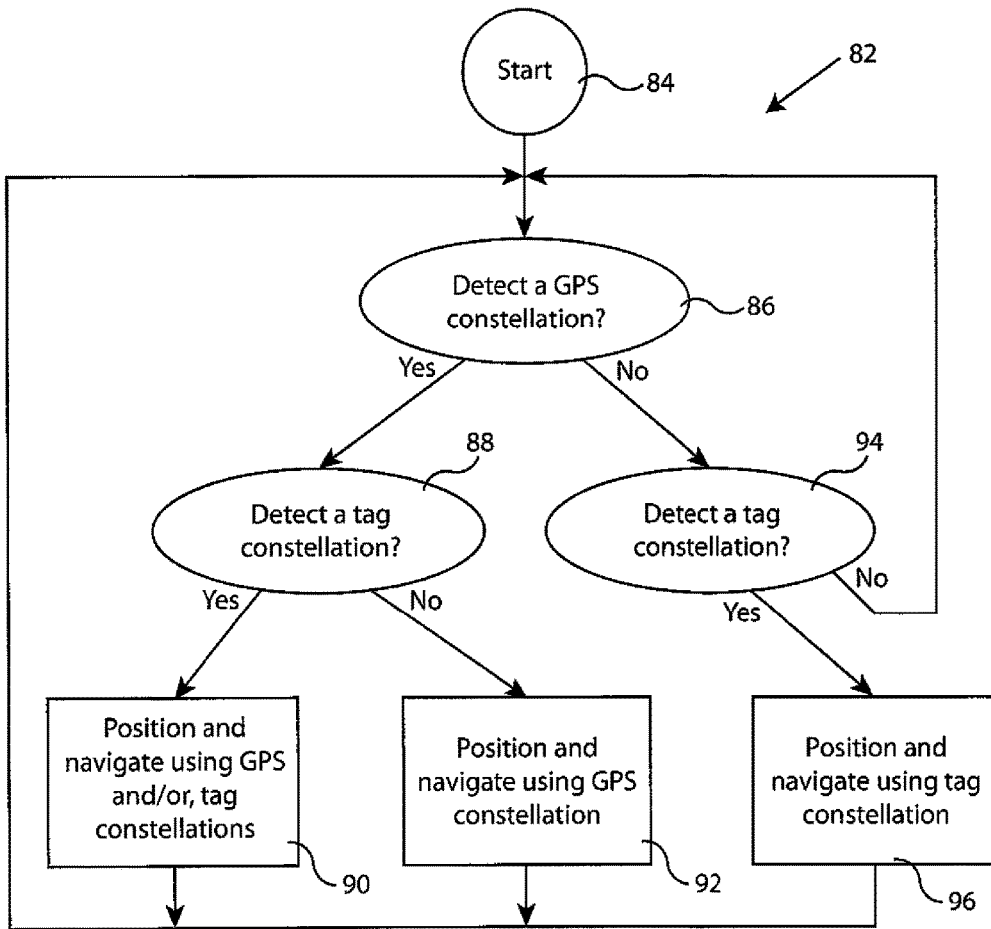 Start
84
82
Detect a GPS
constellation?
86
Yes
No
88
94
Detect a tag
constellation?
Detect a tag
constellation?
Yes
No
Yes
No
Position and
navigate using GPS
and/or, tag
constellations
90
Position and
navigate using GPS
constellation
92
Position and
navigate using tag
constellation
96